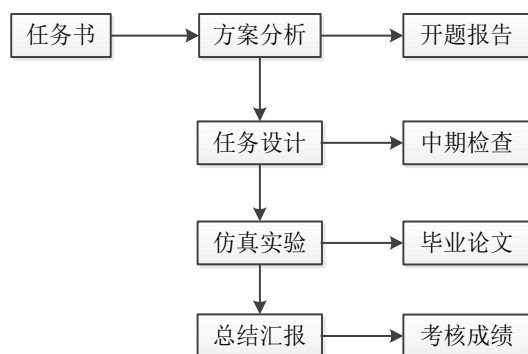 任务书
方案分析
开题报告
任务设计
中期检查
仿真实验
毕业论文
总结汇报
考核成绩